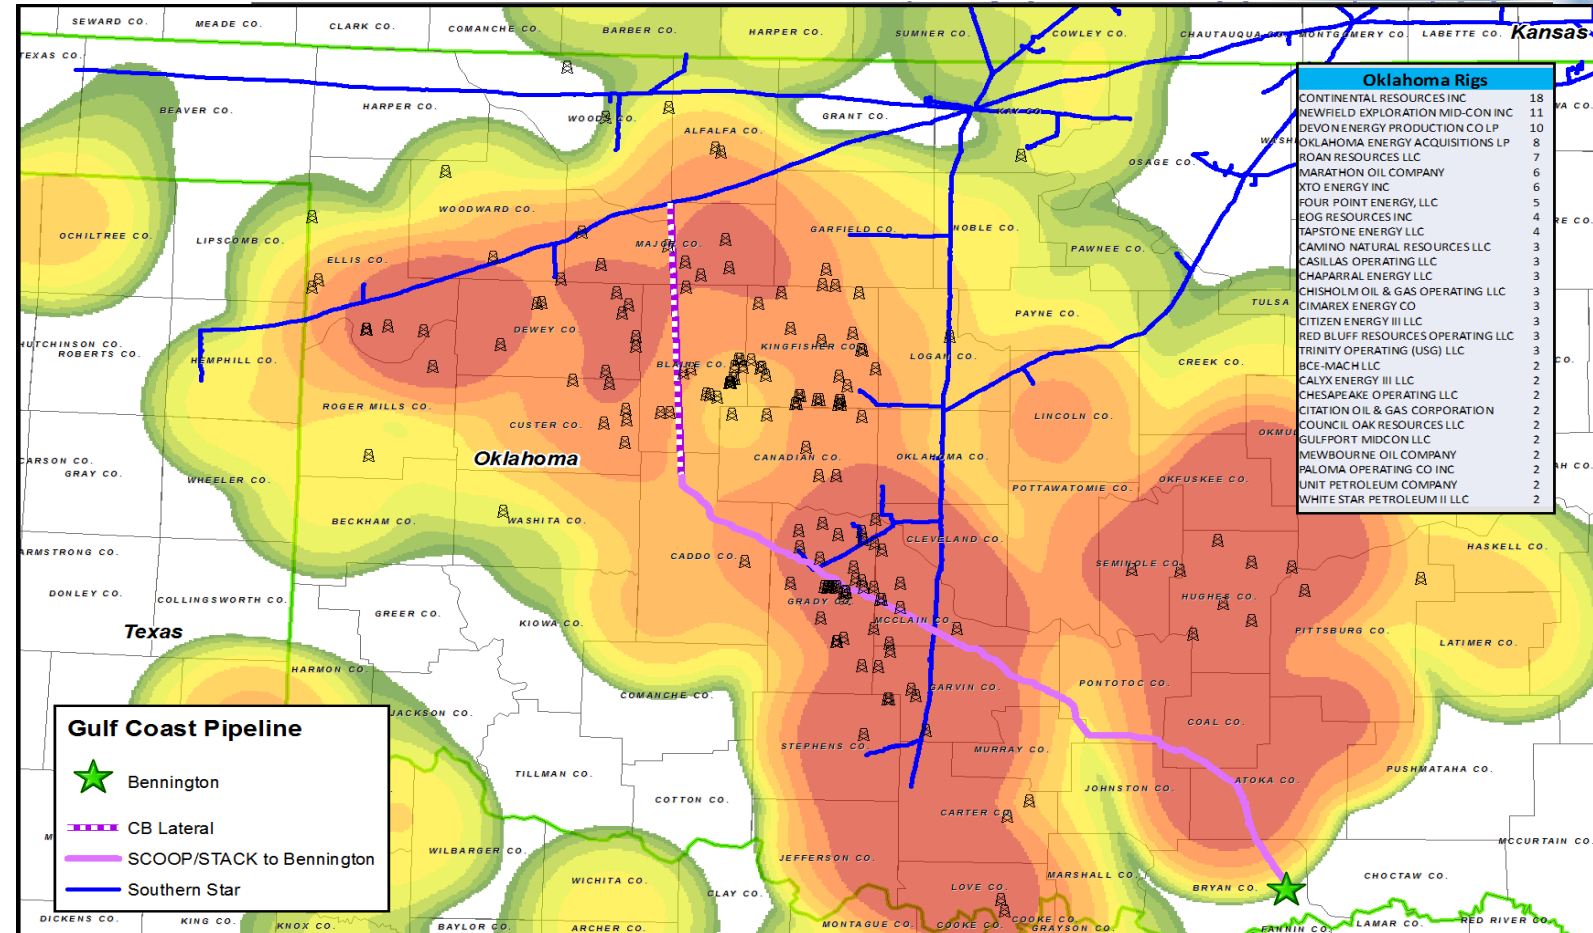 SEWARD CO.
MEADE CO.
CLARK CO.
COMANCHE CO.
BARBER CO.
HARPER CO.
SUMNER CO.
COWLEY CO.
CHAUTAUQUA CO.
MONTGOMERY CO.
LABETTE CO.
Kansas
TEXAS CO.
BEAVER CO.
HARPER CO.
WOODS CO.
ALFALFA CO.
GRANT CO.
KAY CO.
OSAGE CO.
OCHILTREE CO.
LIPSCOMB CO.
ELLIS CO.
WOODWARD CO.
MAJOR CO.
GARFIELD CO.
NOBLE CO.
PAWNEE CO.
TULSA
HUTCHINSON CO.
ROBERTS CO.
HEMPHILL CO.
DEWEY CO.
BLAINE CO.
KINGFISHER CO.
LOGAN CO.
PAYNE CO.
CREEK CO.
ROGER MILLS CO.
CUSTER CO.
Oklahoma
CANADIAN CO.
OKLAHOMA CO.
LINCOLN CO.
CARSON CO.
GRAY CO.
WHEELER CO.
BECKHAM CO.
WASHITA CO.
CADDO CO.
POTTAWATOMIE CO.
OKFUSKEE CO.
CLEVELAND CO.
SEMINOLE CO.
HASKELL CO.
ARMSTRONG CO.
DONLEY CO.
COLLINGSWORTH CO.
GREER CO.
KIOWA CO.
GRADY CO.
MCCLAIN CO.
HUGHES CO.
PITTSBURG CO.
LATIMER CO.
Texas
HARMON CO.
JACKSON CO.
COMANCHE CO.
GARVIN CO.
PONTOTOC CO.
COAL CO.
STEPHENS CO.
MURRAY CO.
TILLMAN CO.
COTTON CO.
JOHNSTON CO.
ATOKA CO.
PUSHMATAHA CO.
CARTER CO.
WILBARGER CO.
JEFFERSON CO.
MCCURTAIN CO.
WICHITA CO.
CLAY CO.
LOVE CO.
MARSHALL CO.
BRYAN CO.
CHOCTAW CO.
DICKENS CO.
KING CO.
KNOX CO.
BAYLOR CO.
ARCHER CO.
MONTAGUE CO.
COOKE CO.
COOKE CO.
GRAYSON CO.
FANNIN CO.
LAMAR CO.
RED RIVER CO.
Oklahoma Rigs
CONTINENTAL RESOURCES INC 18
NEWFIELD EXPLORATION MID-CON INC 11
DEVON ENERGY PRODUCTION CO LP 10
OKLAHOMA ENERGY ACQUISITIONS LP 8
ROAN RESOURCES LLC 7
MARATHON OIL COMPANY 6
XTO ENERGY INC 6
FOUR POINT ENERGY, LLC 5
EOG RESOURCES INC 4
TAPSTONE ENERGY LLC 4
CAMINO NATURAL RESOURCES LLC 3
CASILLAS OPERATING LLC 3
CHAPARRAL ENERGY LLC 3
CHISHOLM OIL & GAS OPERATING LLC 3
CIMAREX ENERGY CO 3
CITIZEN ENERGY III LLC 3
RED BLUFF RESOURCES OPERATING LLC 3
TRINITY OPERATING (USG) LLC 3
BCE-MACH LLC 2
CALYX ENERGY III LLC 2
CHESAPEAKE OPERATING LLC 2
CITATION OIL & GAS CORPORATION 2
COUNCIL OAK RESOURCES LLC 2
GULFPORT MIDCON LLC 2
MEWBOURNE OIL COMPANY 2
PALOMA OPERATING CO INC 2
UNIT PETROLEUM COMPANY 2
WHITE STAR PETROLEUM II LLC 2
Gulf Coast Pipeline
Bennington
CB Lateral
SCOOP/STACK to Bennington
Southern Star